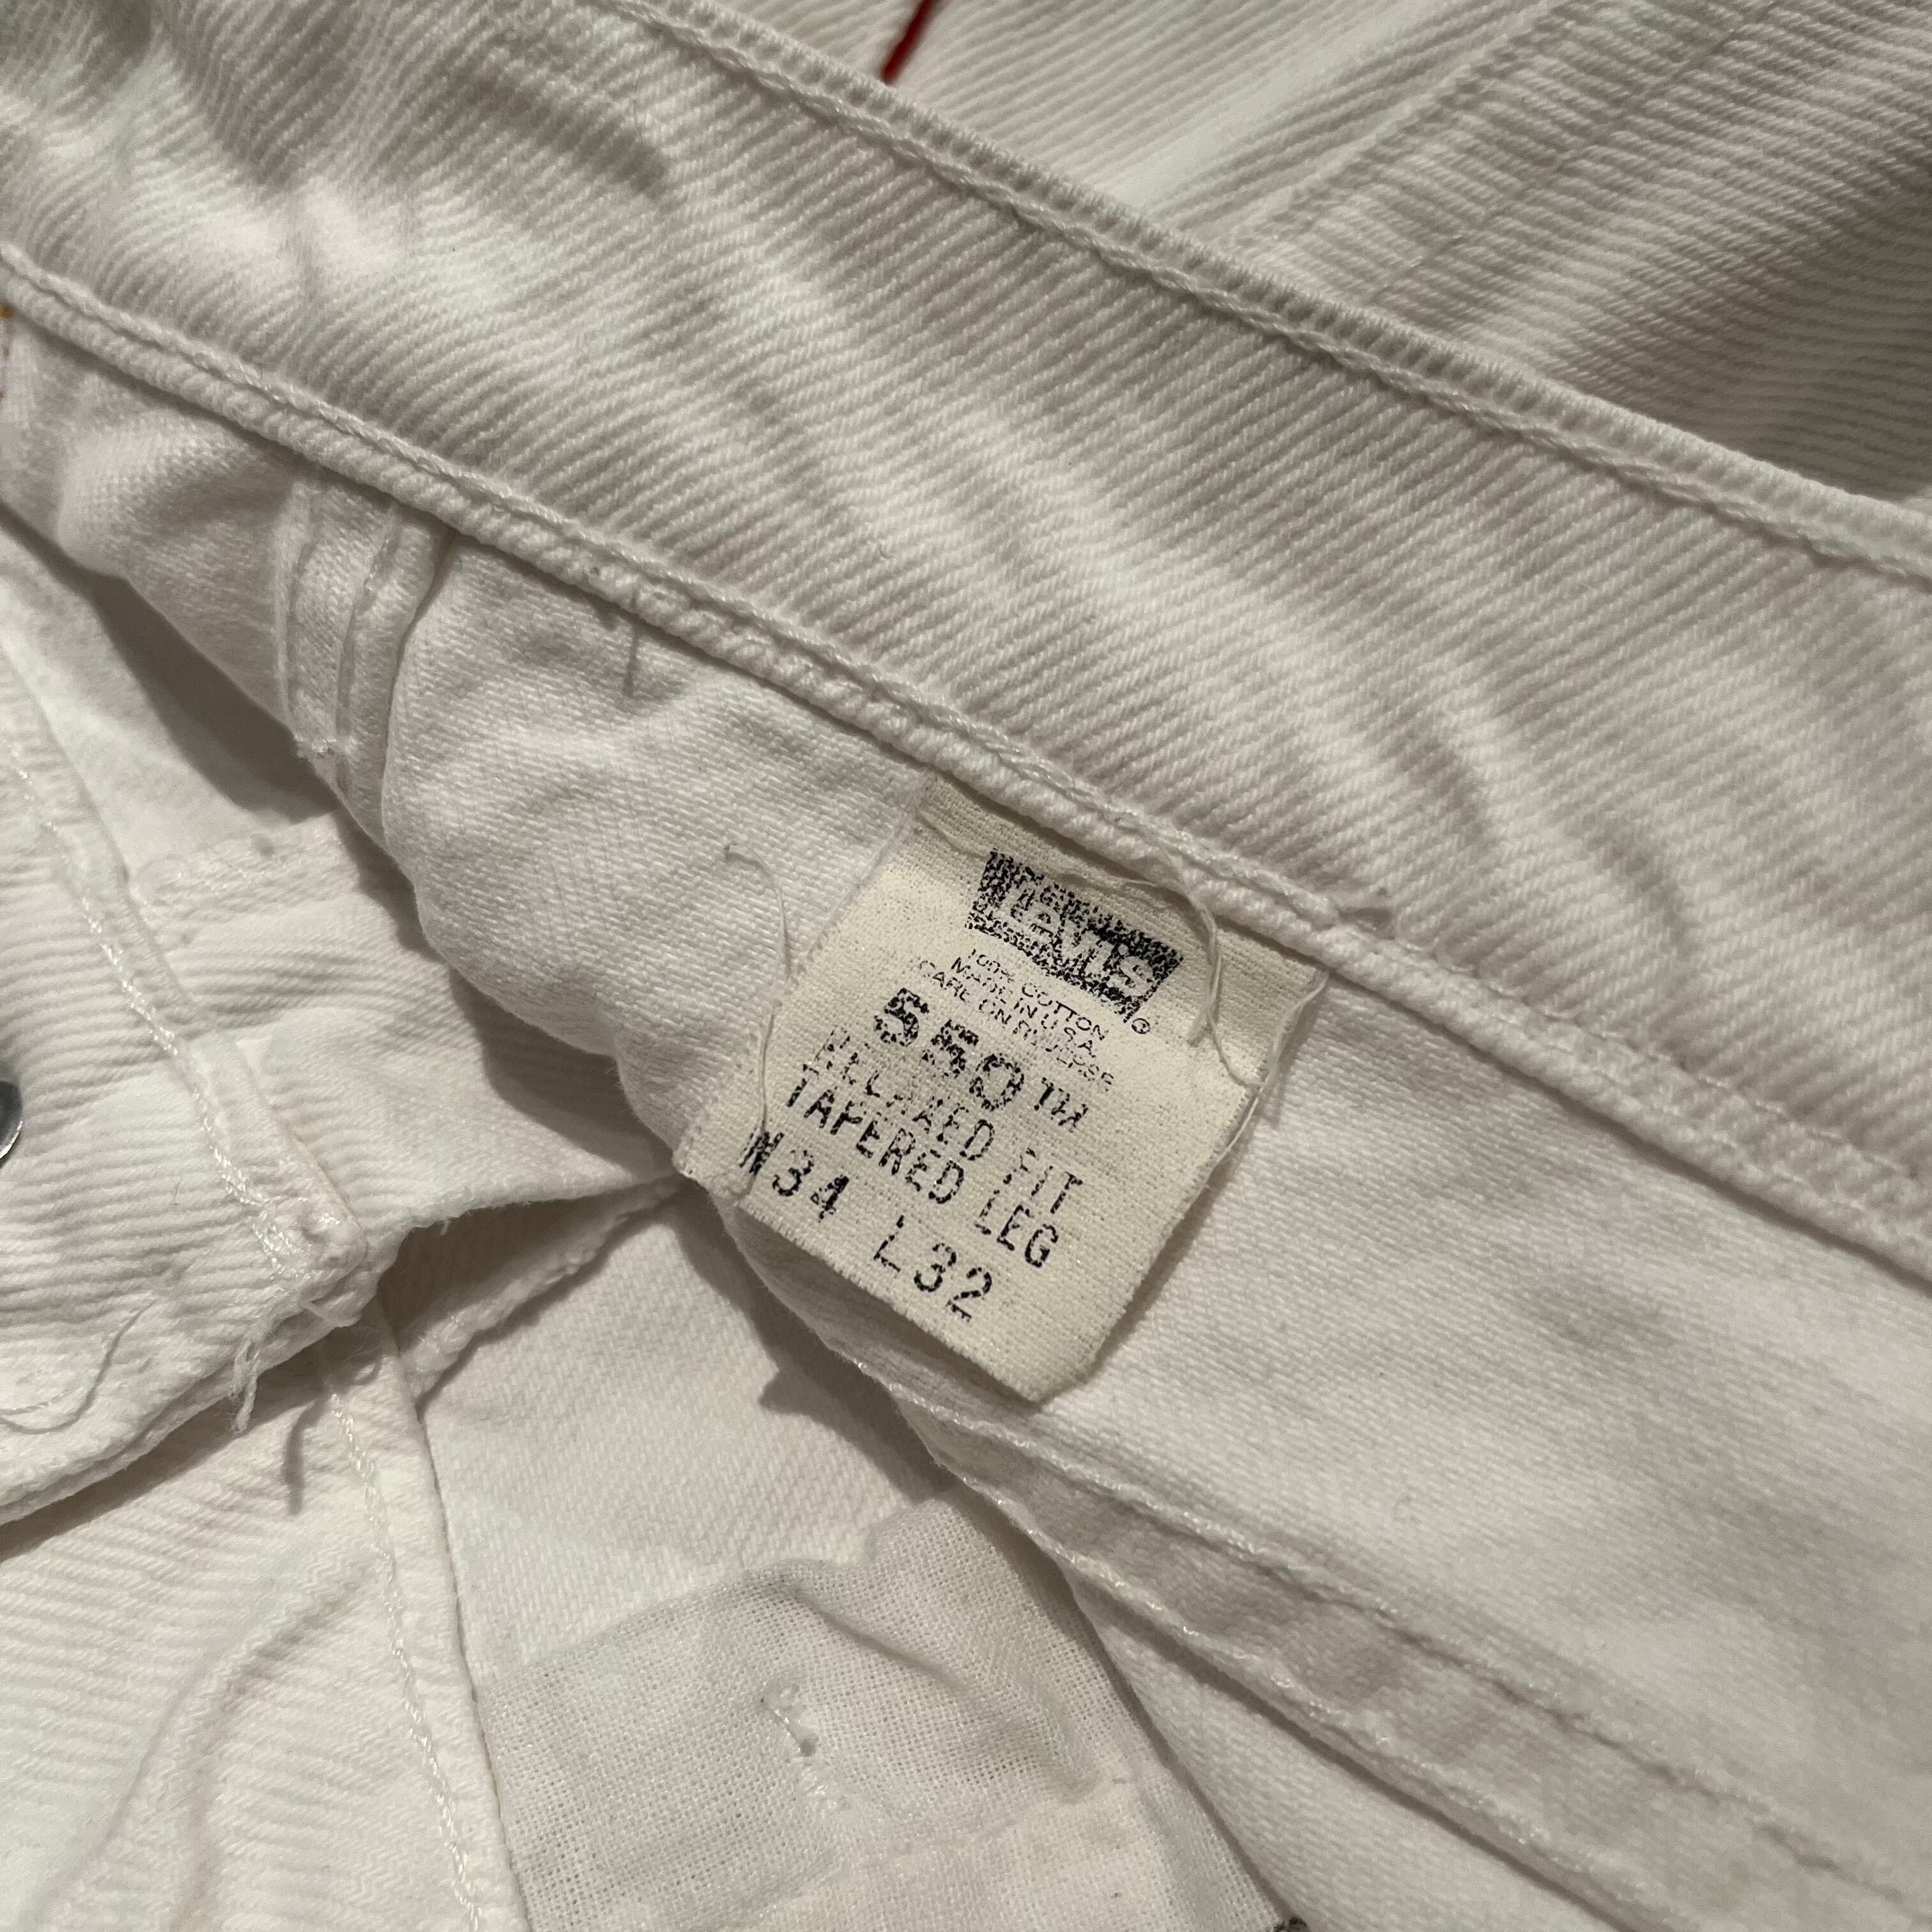 Levi's®
100% COTTON
MADE IN U.S.A.
CARE ON REVERSE
550™
RELAXED FIT
TAPERED LEG
W34 L32